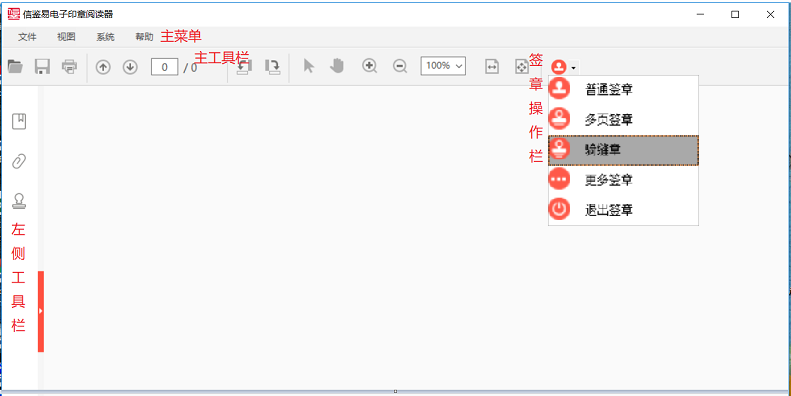 信鉴易电子印章阅读器
文件 视图 系统 帮助 主菜单
主工具栏
0 / 0 100%
签章操作栏
普通签章
多页签章
骑缝章
更多签章
退出签章
左侧工具栏